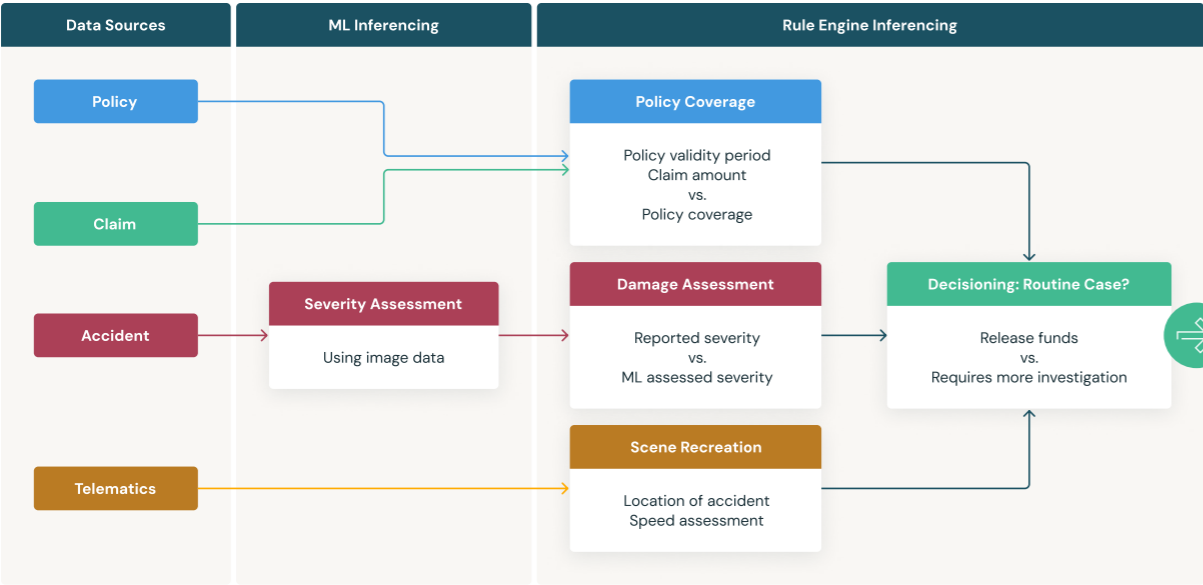 Data Sources
ML Inferencing
Rule Engine Inferencing
Policy
Claim
Accident
Telematics
Severity Assessment
Using image data
Policy Coverage
Policy validity period
Claim amount
vs.
Policy coverage
Damage Assessment
Reported severity
vs.
ML assessed severity
Scene Recreation
Location of accident
Speed assessment
Decisioning: Routine Case?
Release funds
vs.
Requires more investigation